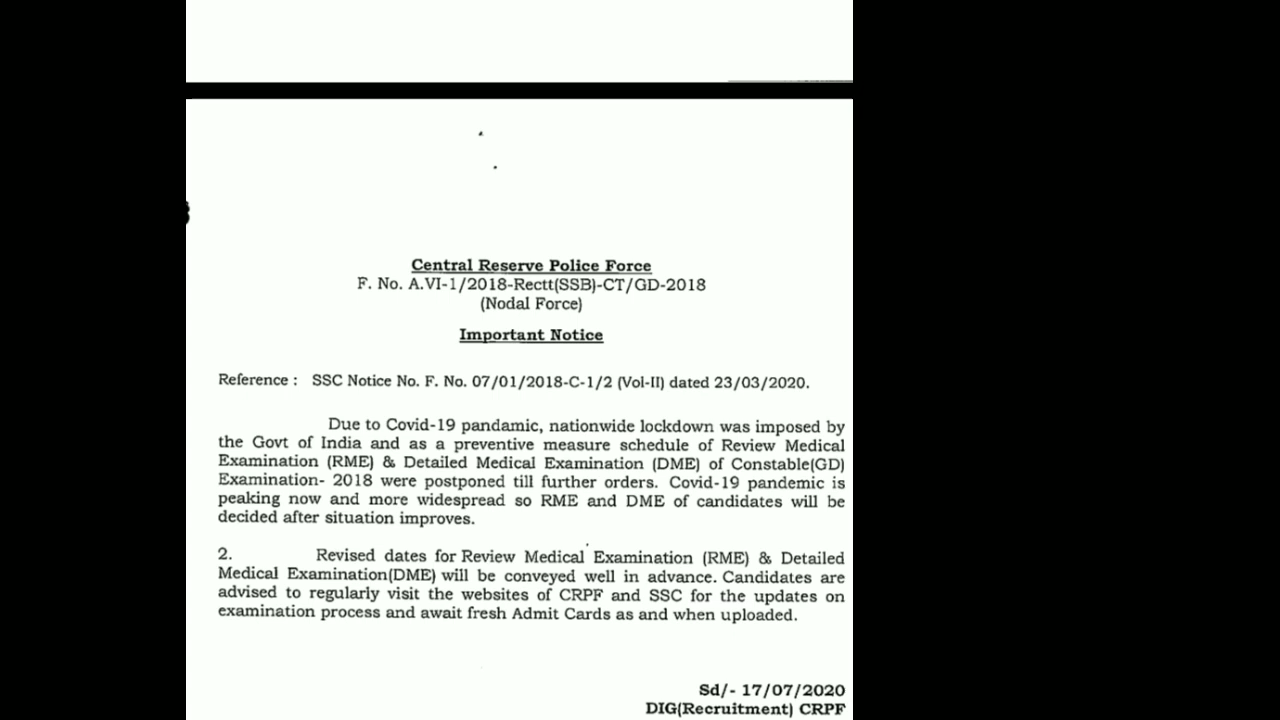 Central Reserve Police Force
F. No. A.VI-1/2018-Rectt(SSB)-CT/GD-2018
(Nodal Force)
Important Notice
Reference : SSC Notice No. F. No. 07/01/2018-C-1/2 (Vol-II) dated 23/03/2020.
Due to Covid-19 pandamic, nationwide lockdown was imposed by
the Govt of India and as a preventive measure schedule of Review Medical
Examination (RME) & Detailed Medical Examination (DME) of Constable(GD)
Examination- 2018 were postponed till further orders. Covid-19 pandemic is
peaking now and more widespread so RME and DME of candidates will be
decided after situation improves.
2. Revised dates for Review Medical Examination (RME) & Detailed
Medical Examination(DME) will be conveyed well in advance. Candidates are
advised to regularly visit the websites of CRPF and SSC for the updates on
examination process and await fresh Admit Cards as and when uploaded.
Sd/- 17/07/2020
DIG(Recruitment) CRPF